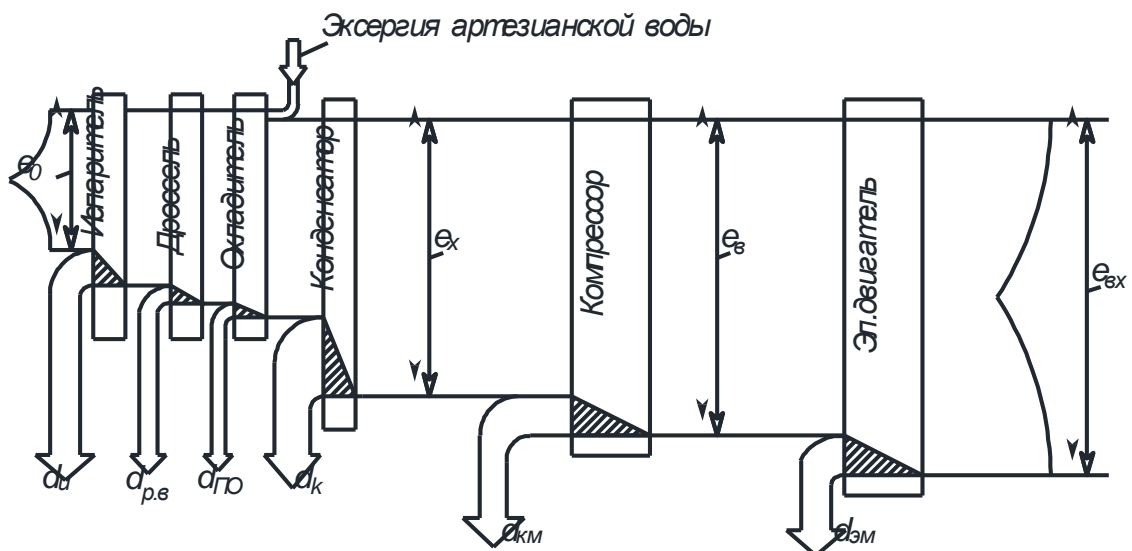 Эксергия артезианской воды
Испаритель
Дроссель
Охладитель
Конденсатор
Компрессор
Эл.двигатель
e₀
eₓ
eв
eвх
dи
dр.в
dПО
dk
dкм
dэм